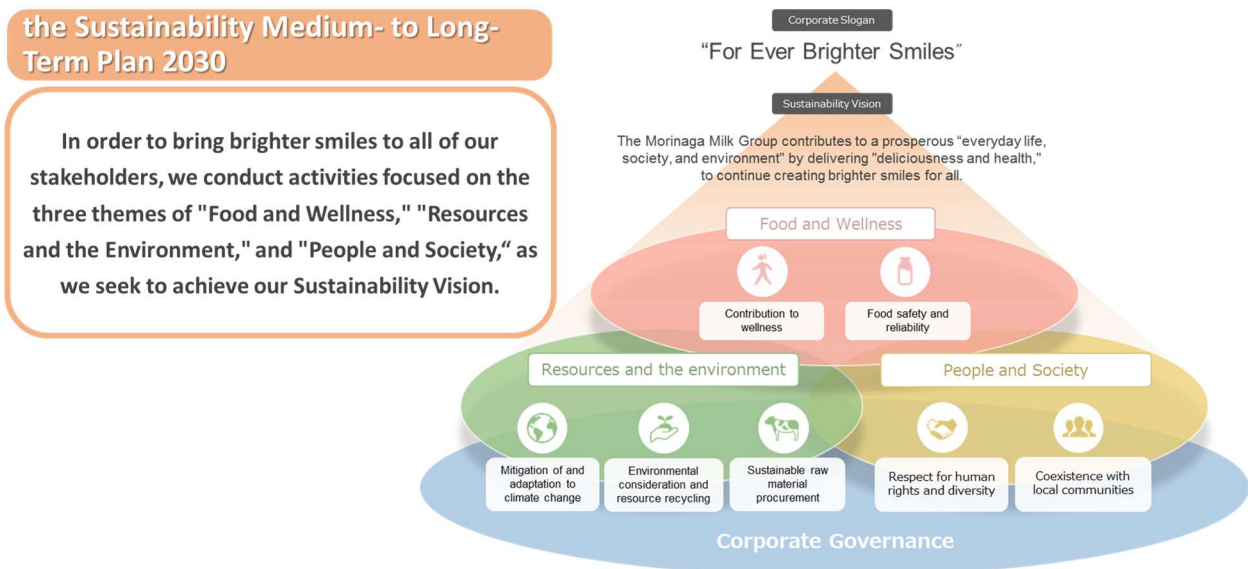 the Sustainability Medium- to Long-
Term Plan 2030
In order to bring brighter smiles to all of our
stakeholders, we conduct activities focused on the
three themes of "Food and Wellness," "Resources
and the Environment," and "People and Society,“ as
we seek to achieve our Sustainability Vision.
Corporate Slogan
“For Ever Brighter Smiles”
Sustainability Vision
The Morinaga Milk Group contributes to a prosperous “everyday life,
society, and environment" by delivering "deliciousness and health,"
to continue creating brighter smiles for all.
Food and Wellness
Contribution to
wellness
Food safety and
reliability
Resources and the environment
Mitigation of and
adaptation to
climate change
Environmental
consideration and
resource recycling
Sustainable raw
material
procurement
People and Society
Respect for human
rights and diversity
Coexistence with
local communities
Corporate Governance